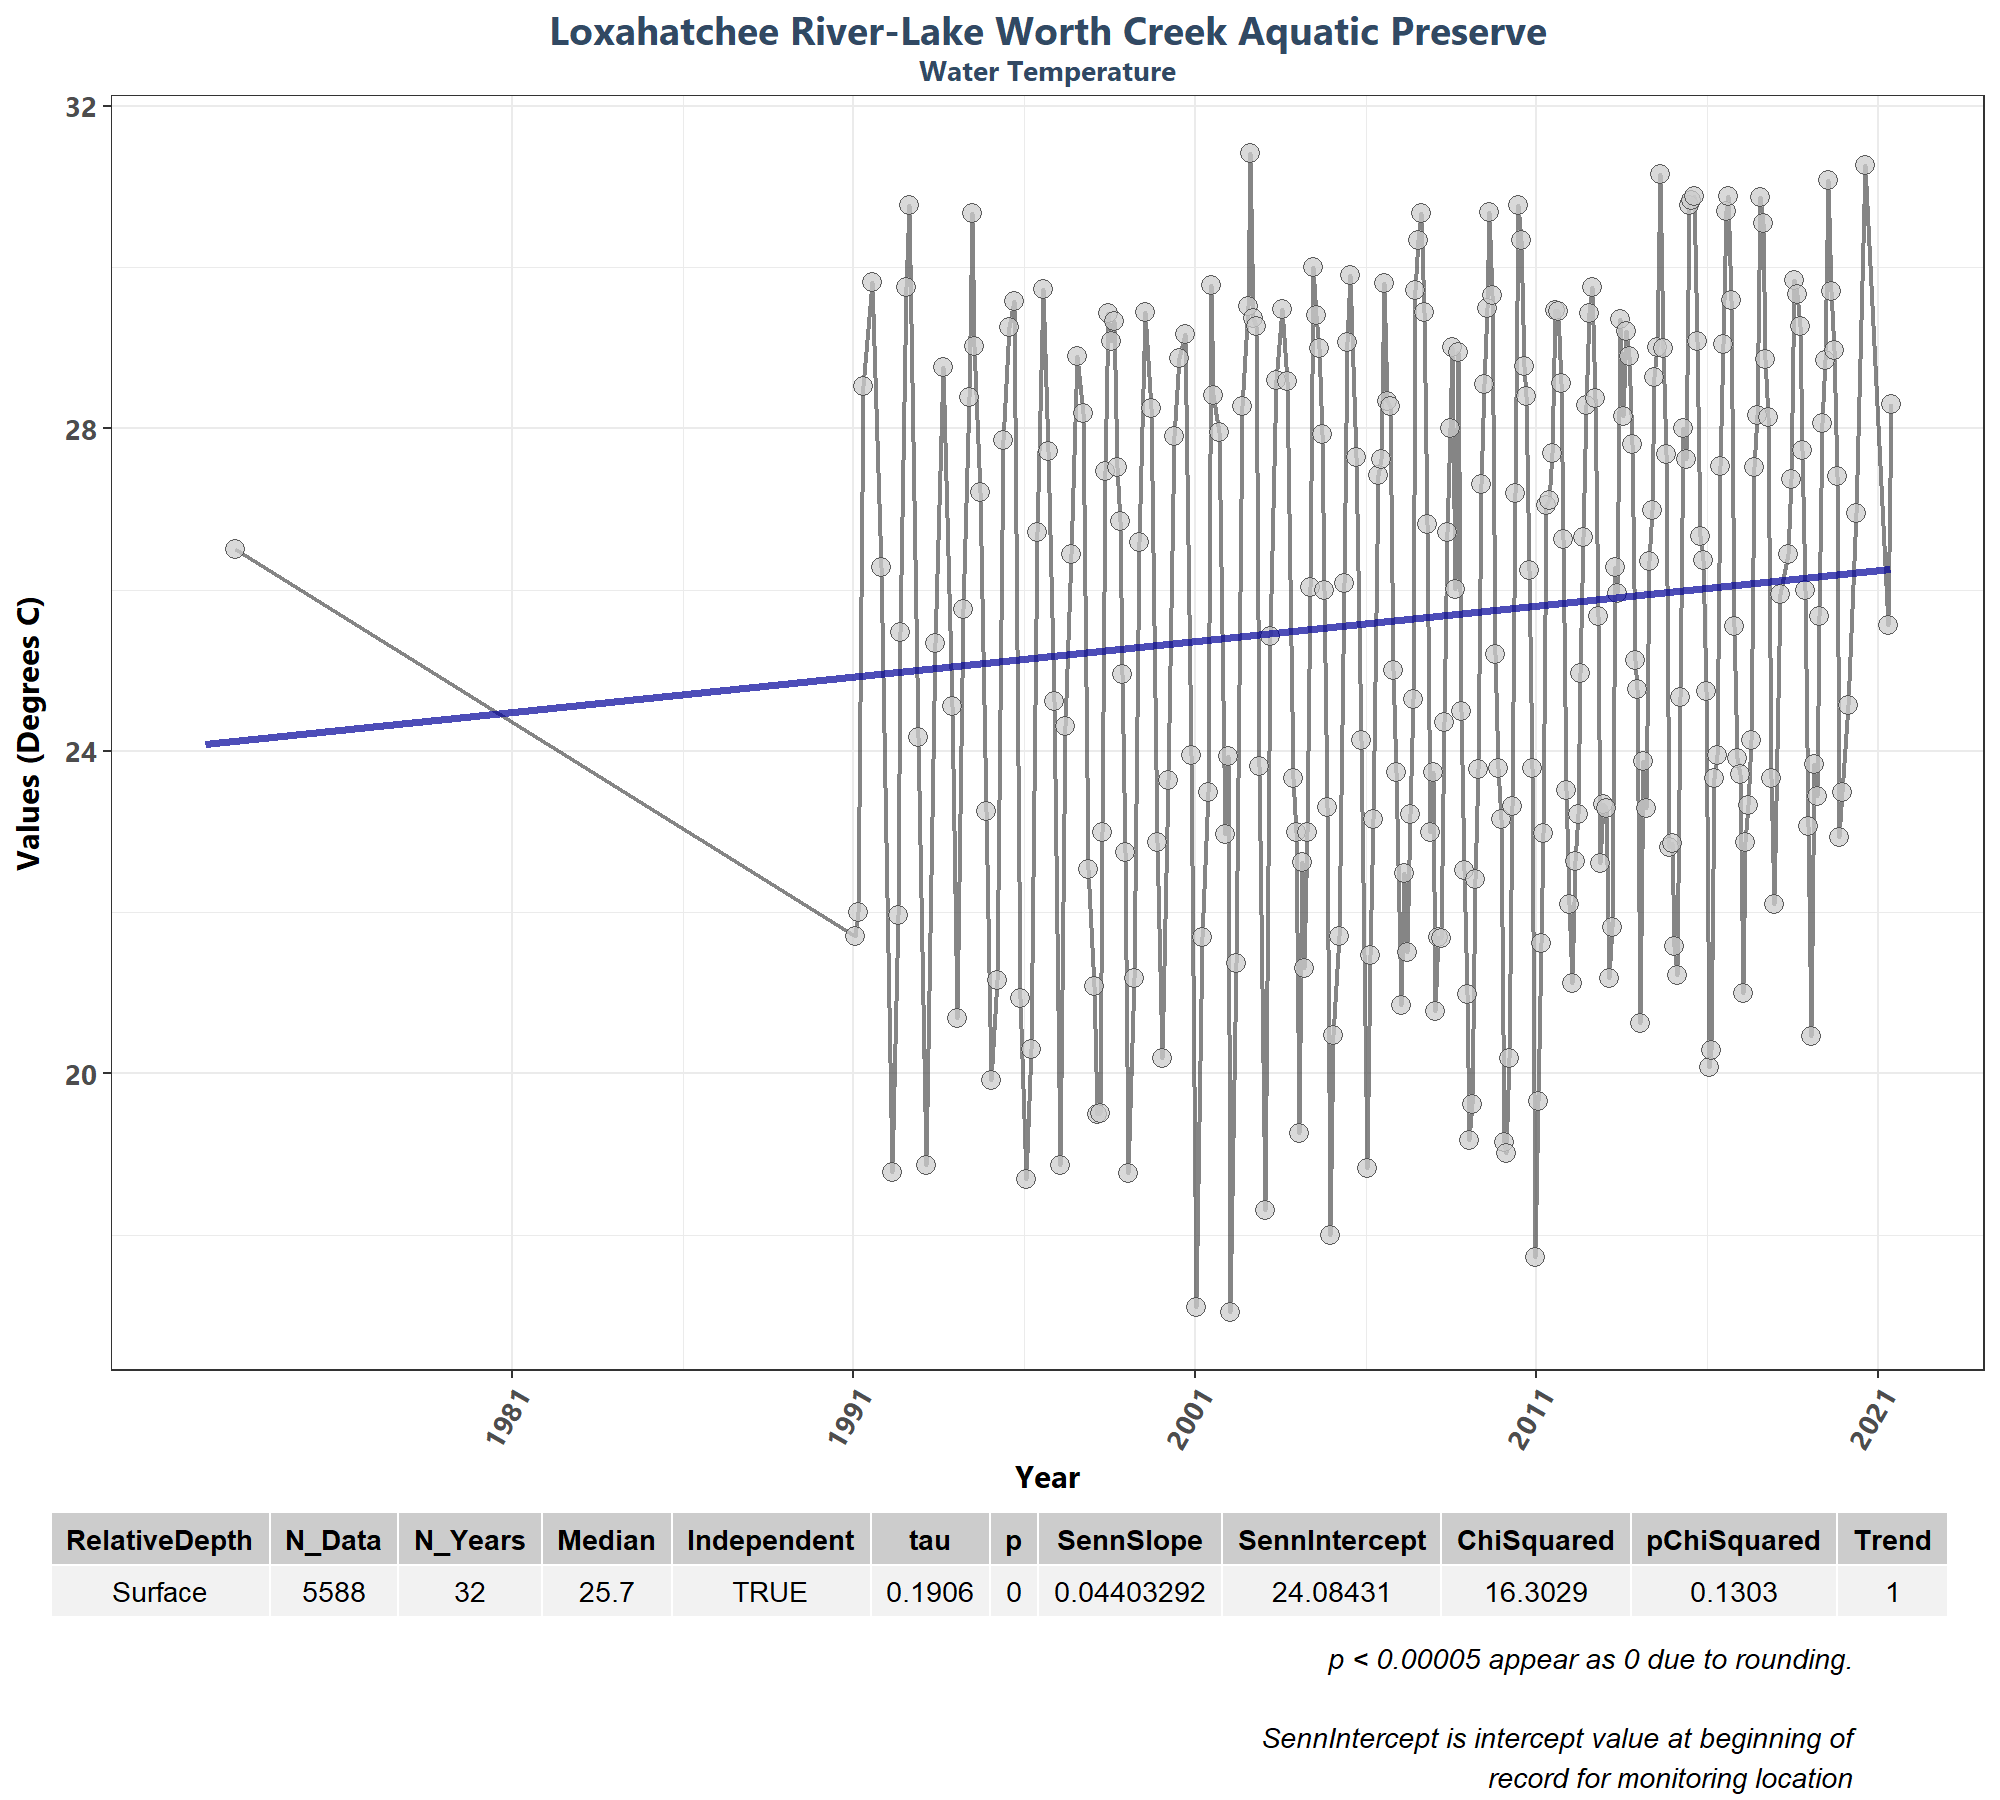 Loxahatchee River-Lake Worth Creek Aquatic Preserve
Water Temperature
Values (Degrees C)
32
28
24
20
1981
1991
2001
2011
2021
Year
RelativeDepth N_Data N_Years Median Independent tau p SennSlope SennIntercept ChiSquared pChiSquared Trend
Surface 5588 32 25.7 TRUE 0.1906 0 0.04403292 24.08431 16.3029 0.1303 1
p < 0.00005 appear as 0 due to rounding.
SennIntercept is intercept value at beginning of
record for monitoring location